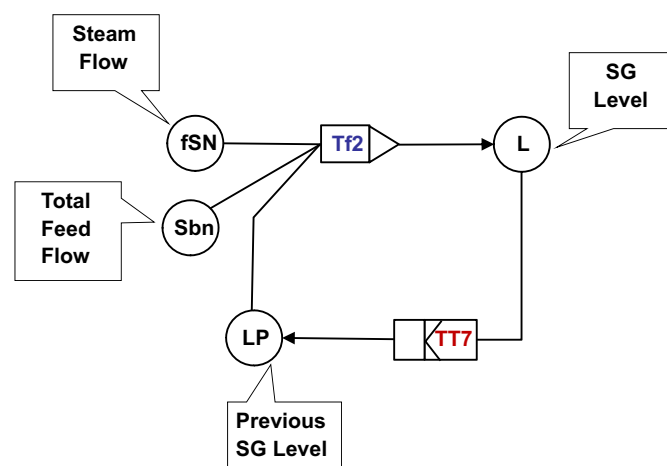 Steam
Flow
SG
Level
fSN
Tf2
L
Total
Feed
Flow
Sbn
LP
TT7
Previous
SG Level